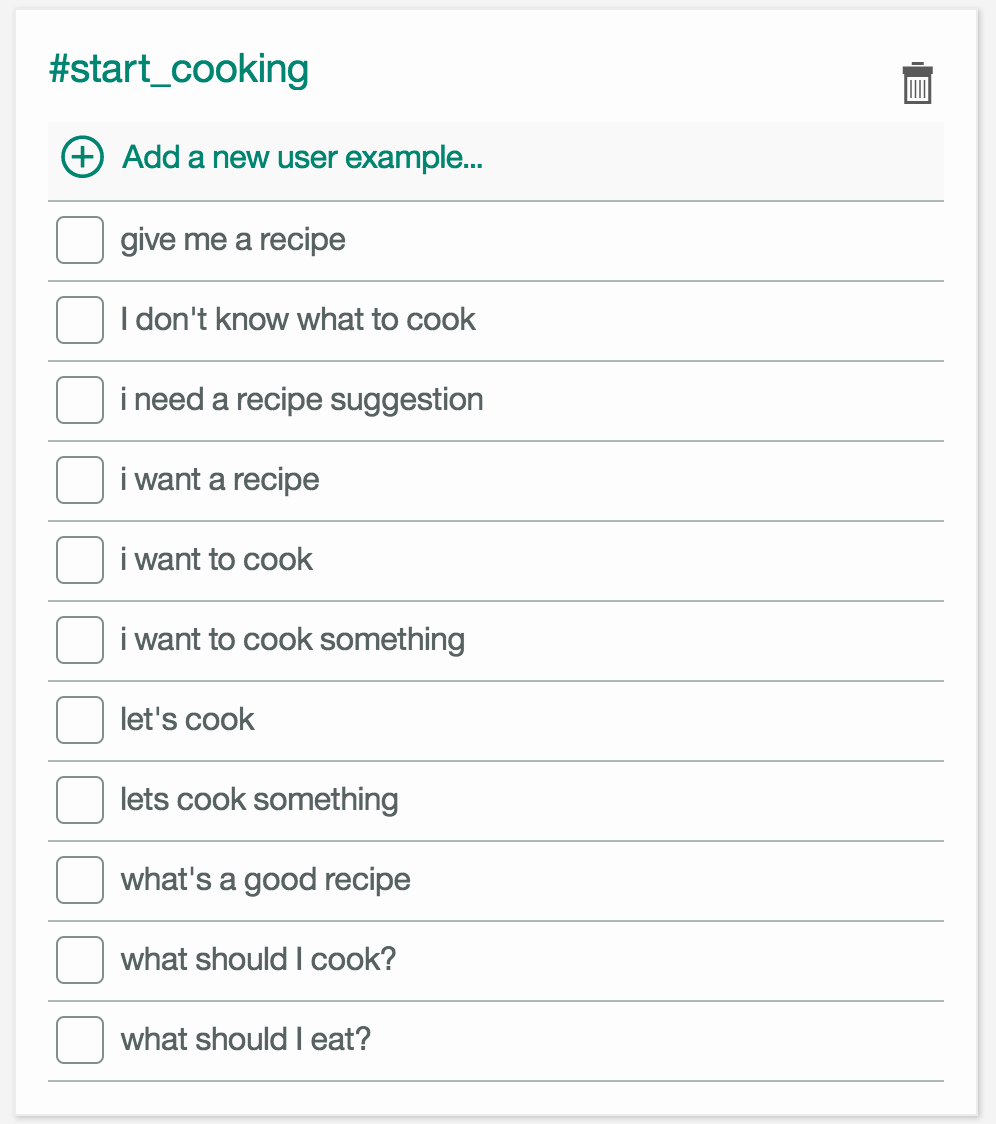 #start_cooking
Add a new user example...
give me a recipe
I don't know what to cook
i need a recipe suggestion
i want a recipe
i want to cook
i want to cook something
let's cook
lets cook something
what's a good recipe
what should I cook?
what should I eat?